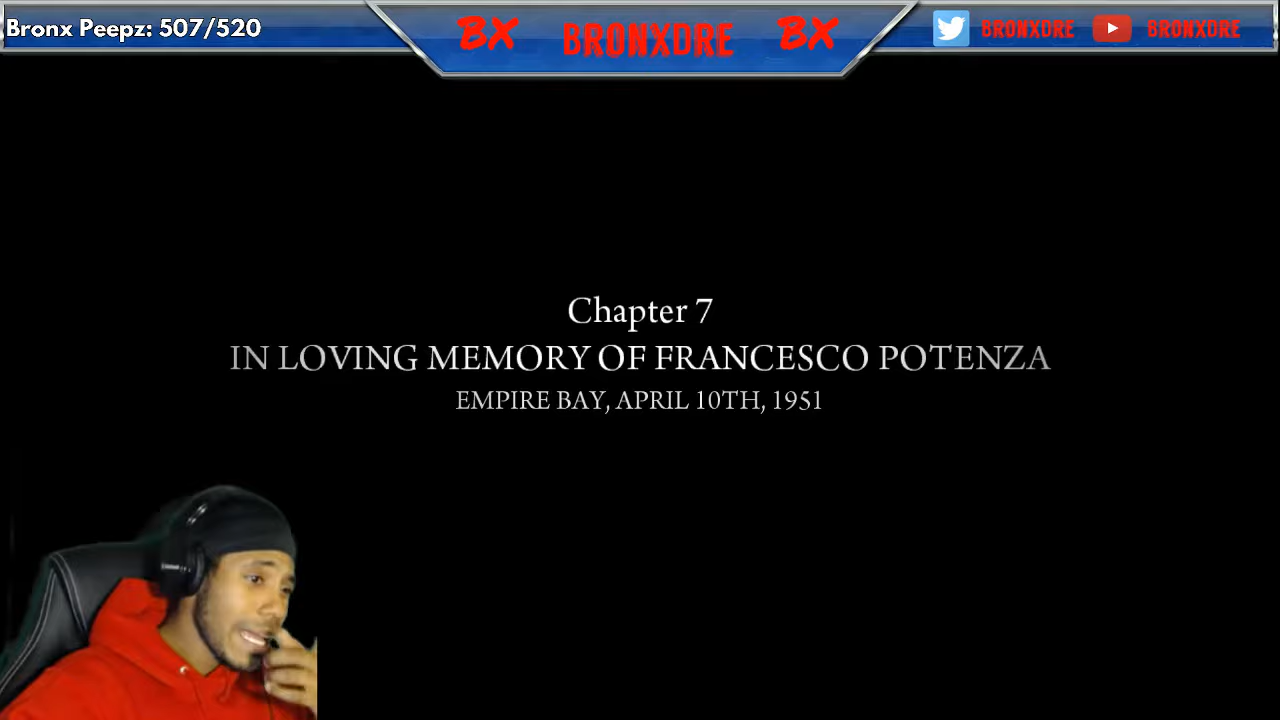 Bronx Peepz: 507/520
BX BRONXDRE BX
BRONXDRE
BRONXDRE
Chapter 7
IN LOVING MEMORY OF FRANCESCO POTENZA
EMPIRE BAY, APRIL 10TH, 1951